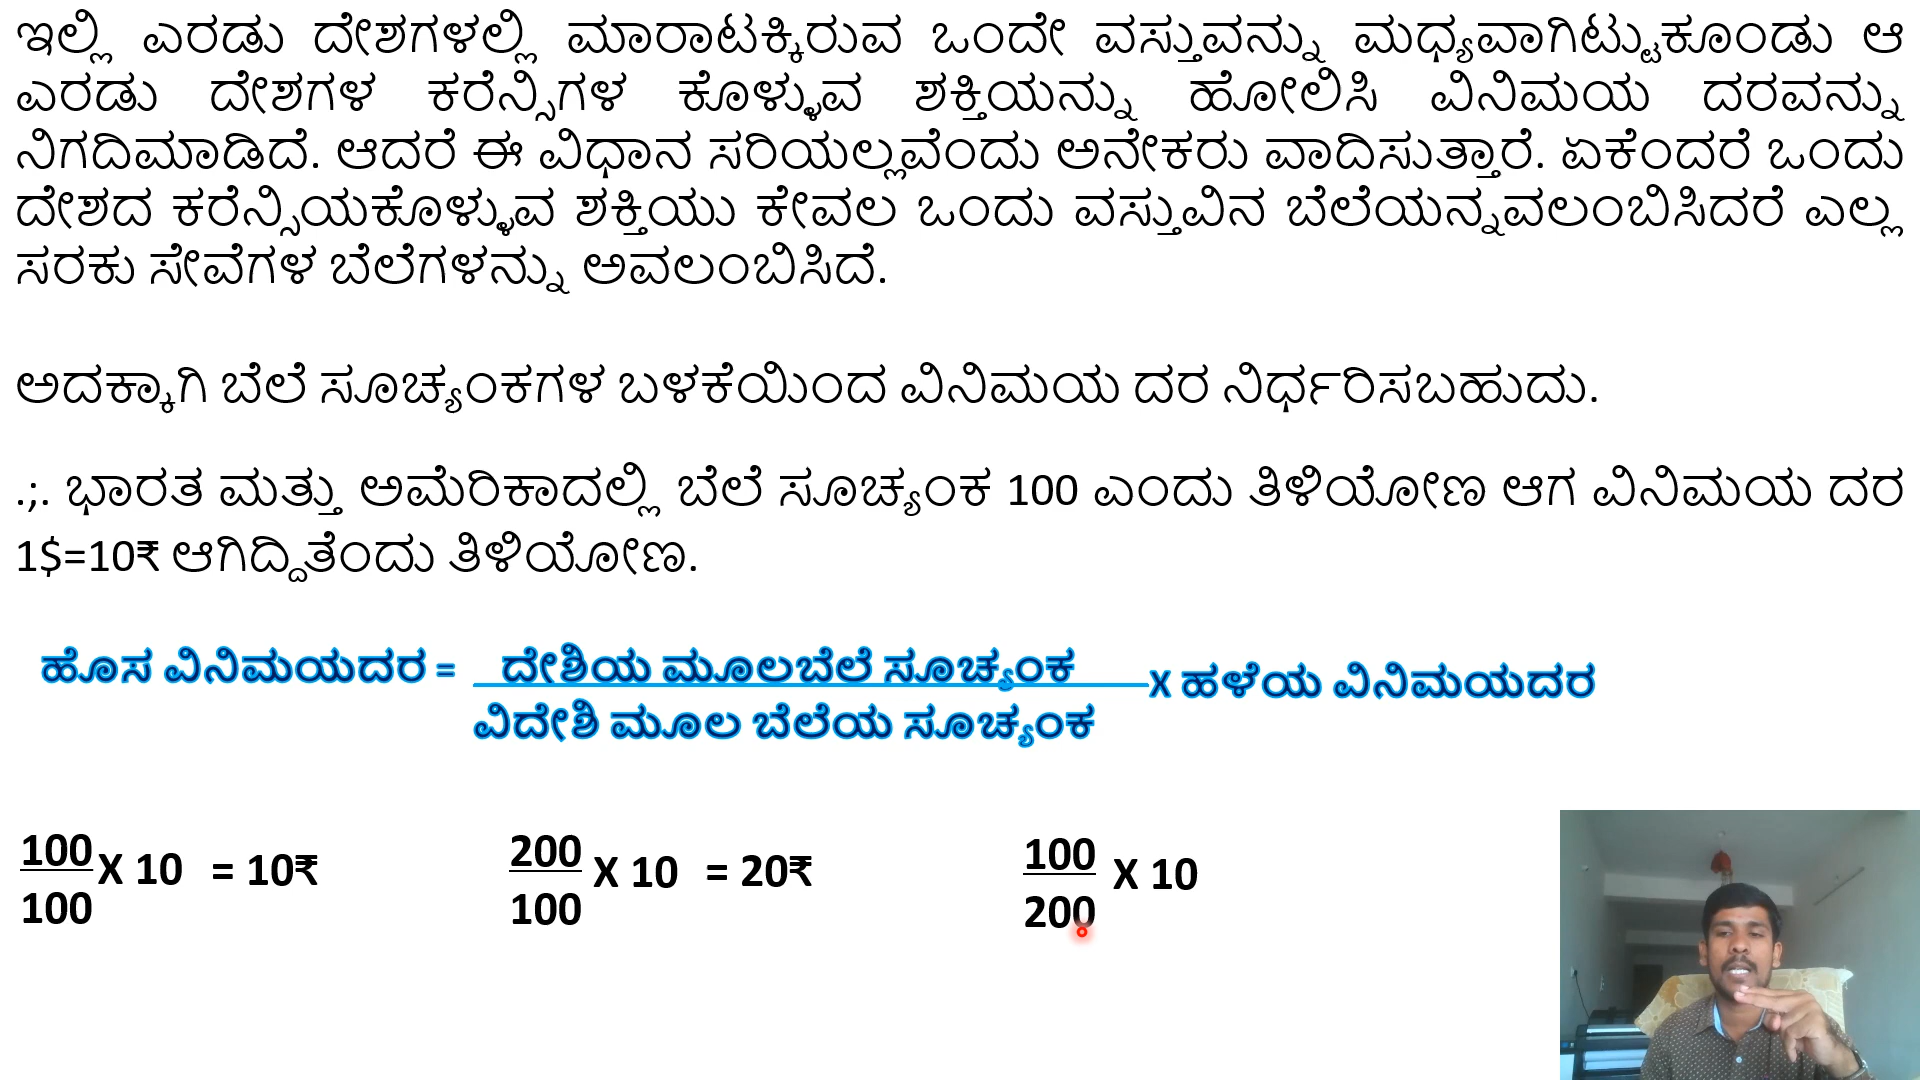 ಇಲ್ಲಿ ಎರಡು ದೇಶಗಳಲ್ಲಿ ಮಾರಾಟಕ್ಕಿರುವ ಒಂದೇ ವಸ್ತುವನ್ನು ಮಧ್ಯವಾಗಿಟ್ಟುಕೂಂಡು ಆ
ಎರಡು ದೇಶಗಳ ಕರೆನ್ಸಿಗಳ ಕೊಳ್ಳುವ ಶಕ್ತಿಯನ್ನು ಹೋಲಿಸಿ ವಿನಿಮಯ ದರವನ್ನು
ನಿಗದಿಮಾಡಿದೆ. ಆದರೆ ಈ ವಿಧಾನ ಸರಿಯಲ್ಲವೆಂದು ಅನೇಕರು ವಾದಿಸುತ್ತಾರೆ. ಏಕೆಂದರೆ ಒಂದು
ದೇಶದ ಕರೆನ್ಸಿಯಕೊಳ್ಳುವ ಶಕ್ತಿಯು ಕೇವಲ ಒಂದು ವಸ್ತುವಿನ ಬೆಲೆಯನ್ನವಲಂಬಿಸಿದರೆ ಎಲ್ಲ
ಸರಕು ಸೇವೆಗಳ ಬೆಲೆಗಳನ್ನು ಅವಲಂಬಿಸಿದೆ.
ಅದಕ್ಕಾಗಿ ಬೆಲೆ ಸೂಚ್ಯಂಕಗಳ ಬಳಕೆಯಿಂದ ವಿನಿಮಯ ದರ ನಿರ್ಧರಿಸಬಹುದು.
.;. ಭಾರತ ಮತ್ತು ಅಮೆರಿಕಾದಲ್ಲಿ ಬೆಲೆ ಸೂಚ್ಯಂಕ 100 ಎಂದು ತಿಳಿಯೋಣ ಆಗ ವಿನಿಮಯ ದರ
1$=10₹ ಆಗಿದ್ದಿತೆಂದು ತಿಳಿಯೋಣ.
ಹೊಸ ವಿನಿಮಯದರ = ದೇಶಿಯ ಮೂಲಬೆಲೆ ಸೂಚ್ಯಂಕ X ಹಳೆಯ ವಿನಿಮಯದರ
ವಿದೇಶಿ ಮೂಲ ಬೆಲೆಯ ಸೂಚ್ಯಂಕ
100 X 10 = 10₹ 200 X 10 = 20₹ 100 X 10
100 100 200